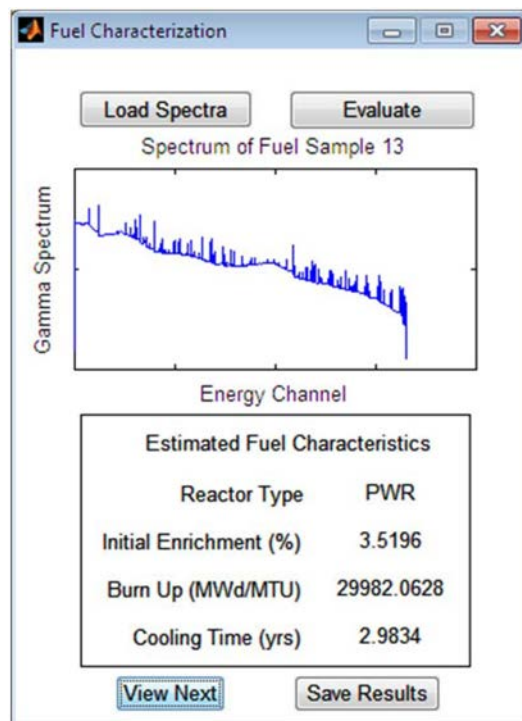 Fuel Characterization
Load Spectra Evaluate
Spectrum of Fuel Sample 13
Gamma Spectrum
Energy Channel
Estimated Fuel Characteristics
Reactor Type PWR
Initial Enrichment (%) 3.5196
Burn Up (MWd/MTU) 29982.0628
Cooling Time (yrs) 2.9834
View Next Save Results